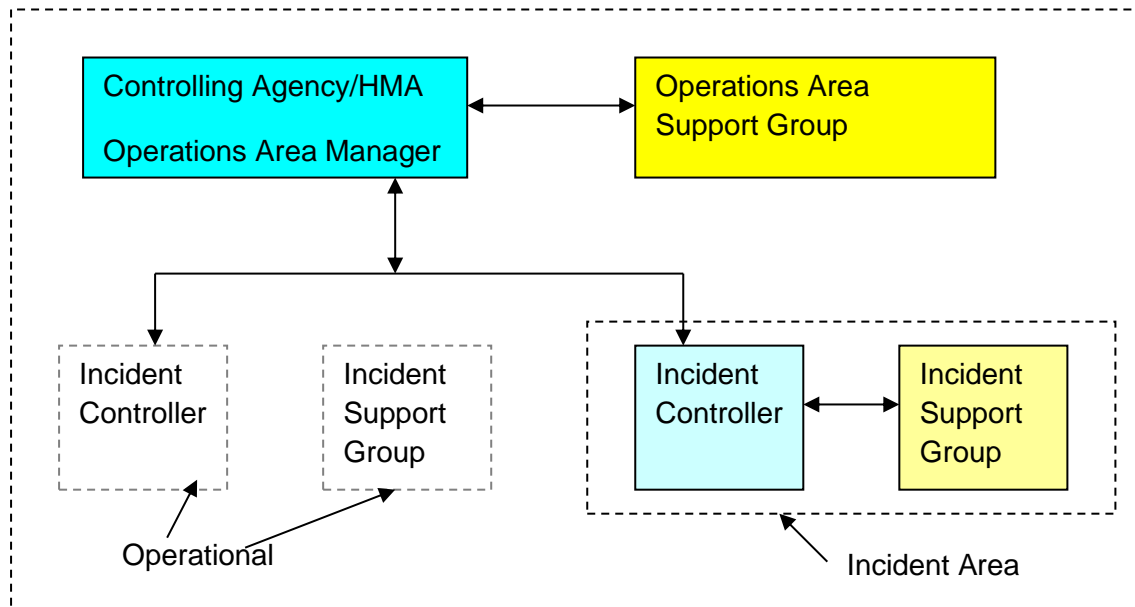 Controlling Agency/HMA
Operations Area Manager
Operations Area
Support Group
Incident
Controller
Incident
Support
Group
Incident
Controller
Incident
Support
Group
Operational
Incident Area